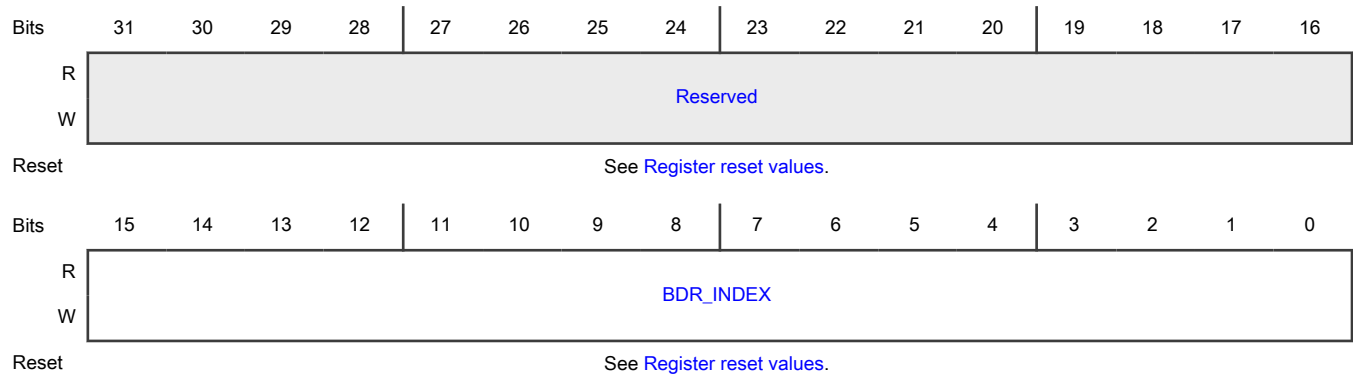 Bits 31 30 29 28 27 26 25 24 23 22 21 20 19 18 17 16
R
Reserved
W
Reset See Register reset values.
Bits 15 14 13 12 11 10 9 8 7 6 5 4 3 2 1 0
R
BDR_INDEX
W
Reset See Register reset values.